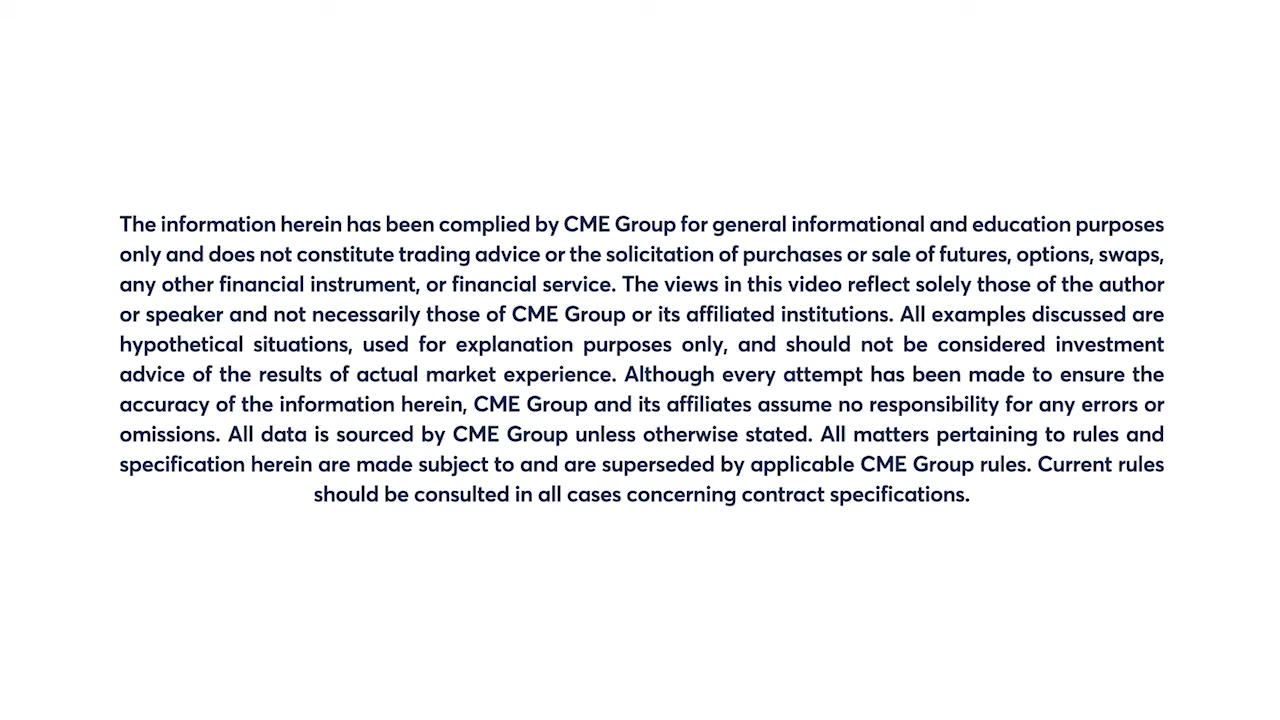 The information herein has been complied by CME Group for general informational and education purposes
only and does not constitute trading advice or the solicitation of purchases or sale of futures, options, swaps,
any other financial instrument, or financial service. The views in this video reflect solely those of the author
or speaker and not necessarily those of CME Group or its affiliated institutions. All examples discussed are
hypothetical situations, used for explanation purposes only, and should not be considered investment
advice of the results of actual market experience. Although every attempt has been made to ensure the
accuracy of the information herein, CME Group and its affiliates assume no responsibility for any errors or
omissions. All data is sourced by CME Group unless otherwise stated. All matters pertaining to rules and
specification herein are made subject to and are superseded by applicable CME Group rules. Current rules
should be consulted in all cases concerning contract specifications.